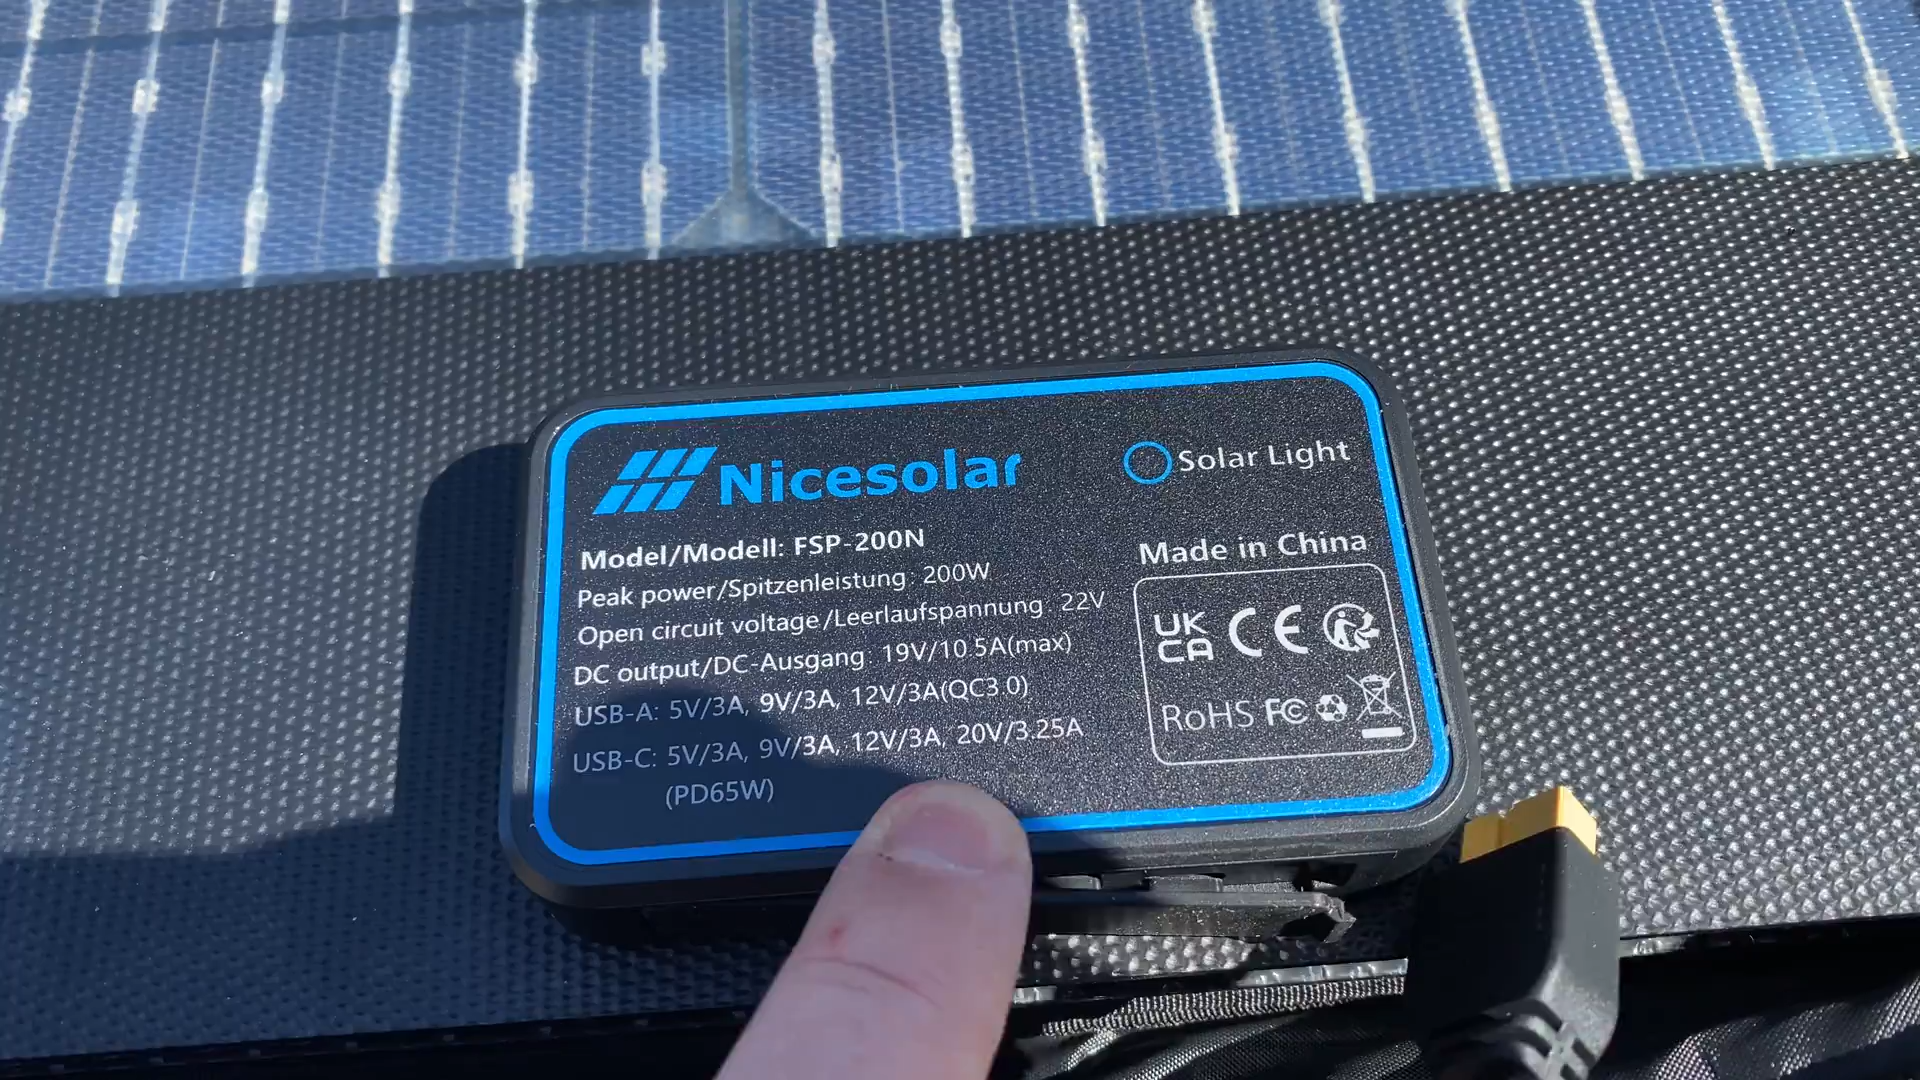 Nicesolar
Solar Light
Model/Modell: FSP-200N
Peak power/Spitzenleistung: 200W
Open circuit voltage/Leerlaufspannung: 22V
DC output/DC-Ausgang: 19V/10.5A(max)
USB-A: 5V/3A, 9V/3A, 12V/3A(QC3.0)
USB-C: 5V/3A, 9V/3A, 12V/3A, 20V/3.25A
(PD65W)
Made in China
UK
CA
CE
RoHS FC